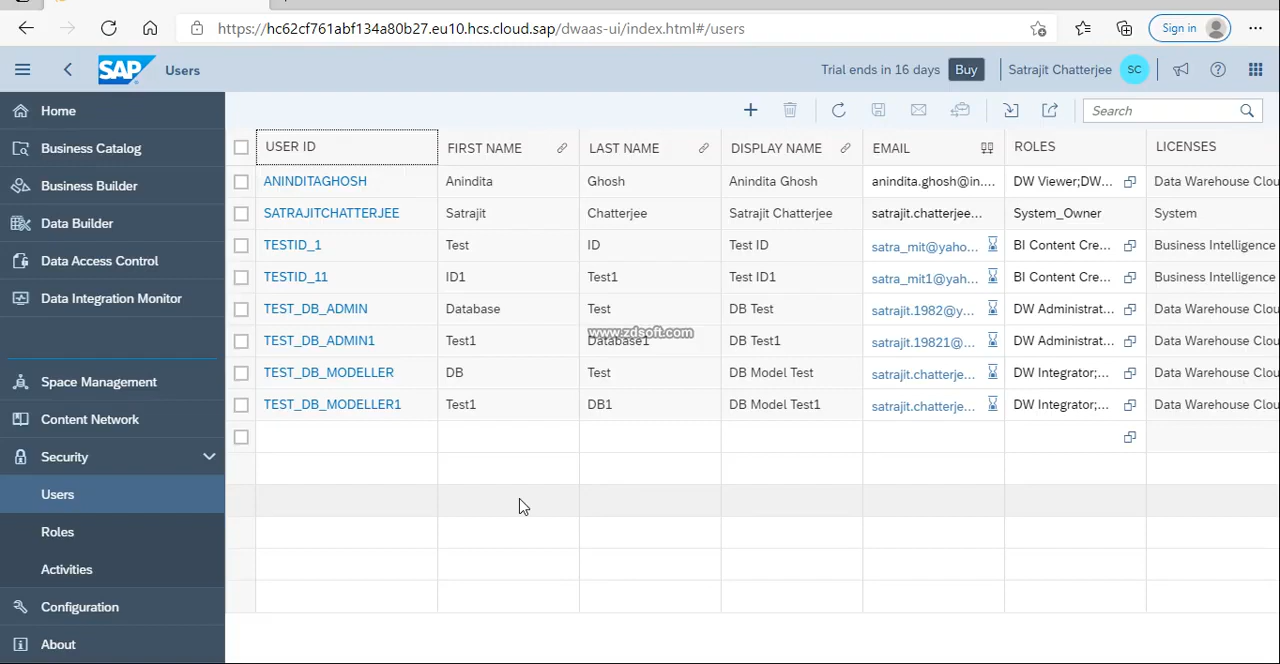 https://hc62cf761abf134a80b27.eu10.hcs.cloud.sap/dwaas-ui/index.html#/users
Sign in
SAP
Users
Trial ends in 16 days
Buy
Satrajit Chatterjee
SC
Home
Business Catalog
Business Builder
Data Builder
Data Access Control
Data Integration Monitor
Space Management
Content Network
Security
Users
Roles
Activities
Configuration
About
Search
USER ID FIRST NAME LAST NAME DISPLAY NAME EMAIL ROLES LICENSES
ANINDITAGHOSH Anindita Ghosh Anindita Ghosh anindita.ghosh@in.... DW Viewer;DW... Data Warehouse Clou
SATRAJITCHATTERJEE Satrajit Chatterjee Satrajit Chatterjee satrajit.chatterjee... System_Owner System
TESTID_1 Test ID Test ID satra_mit@yaho... BI Content Cre... Business Intelligence
TESTID_11 ID1 Test1 Test ID1 satra_mit1@yah... BI Content Cre... Business Intelligence
TEST_DB_ADMIN Database Test DB Test satrajit.1982@y... DW Administrat... Data Warehouse Clou
www.zdsoft.com
TEST_DB_ADMIN1 Test1 Database1 DB Test1 satrajit.19821@... DW Administrat... Data Warehouse Clou
TEST_DB_MODELLER DB Test DB Model Test satrajit.chatterje... DW Integrator;... Data Warehouse Clou
TEST_DB_MODELLER1 Test1 DB1 DB Model Test1 satrajit.chatterje... DW Integrator;... Data Warehouse Clou